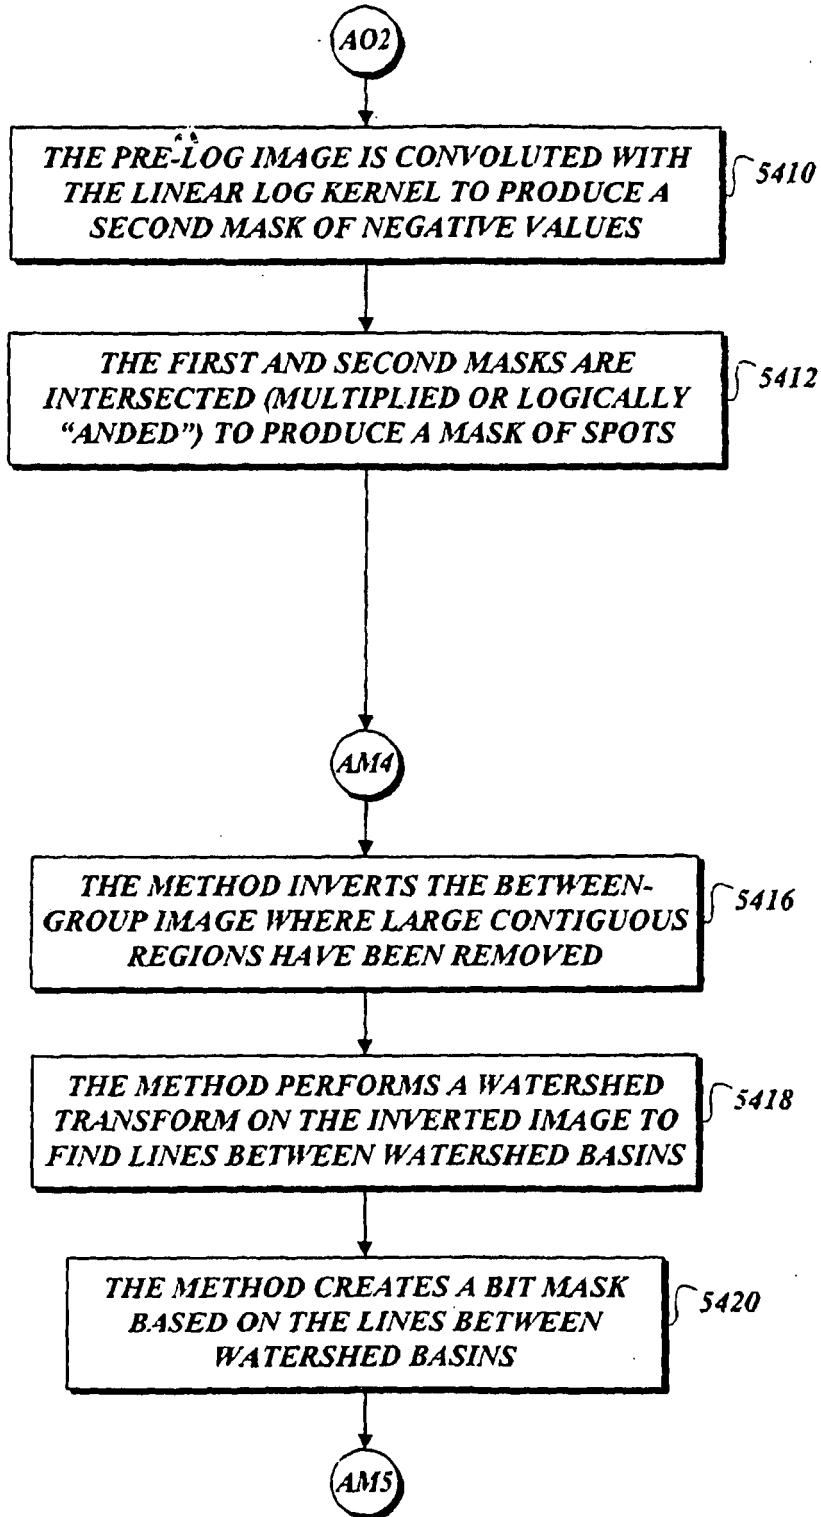 AO2
THE PRE-LOG IMAGE IS CONVOLUTED WITH
THE LINEAR LOG KERNEL TO PRODUCE A
SECOND MASK OF NEGATIVE VALUES
5410
THE FIRST AND SECOND MASKS ARE
INTERSECTED (MULTIPLIED OR LOGICALLY
“ANDED”) TO PRODUCE A MASK OF SPOTS
5412
AM4
THE METHOD INVERTS THE BETWEEN-
GROUP IMAGE WHERE LARGE CONTIGUOUS
REGIONS HAVE BEEN REMOVED
5416
THE METHOD PERFORMS A WATERSHED
TRANSFORM ON THE INVERTED IMAGE TO
FIND LINES BETWEEN WATERSHED BASINS
5418
THE METHOD CREATES A BIT MASK
BASED ON THE LINES BETWEEN
WATERSHED BASINS
5420
AM5